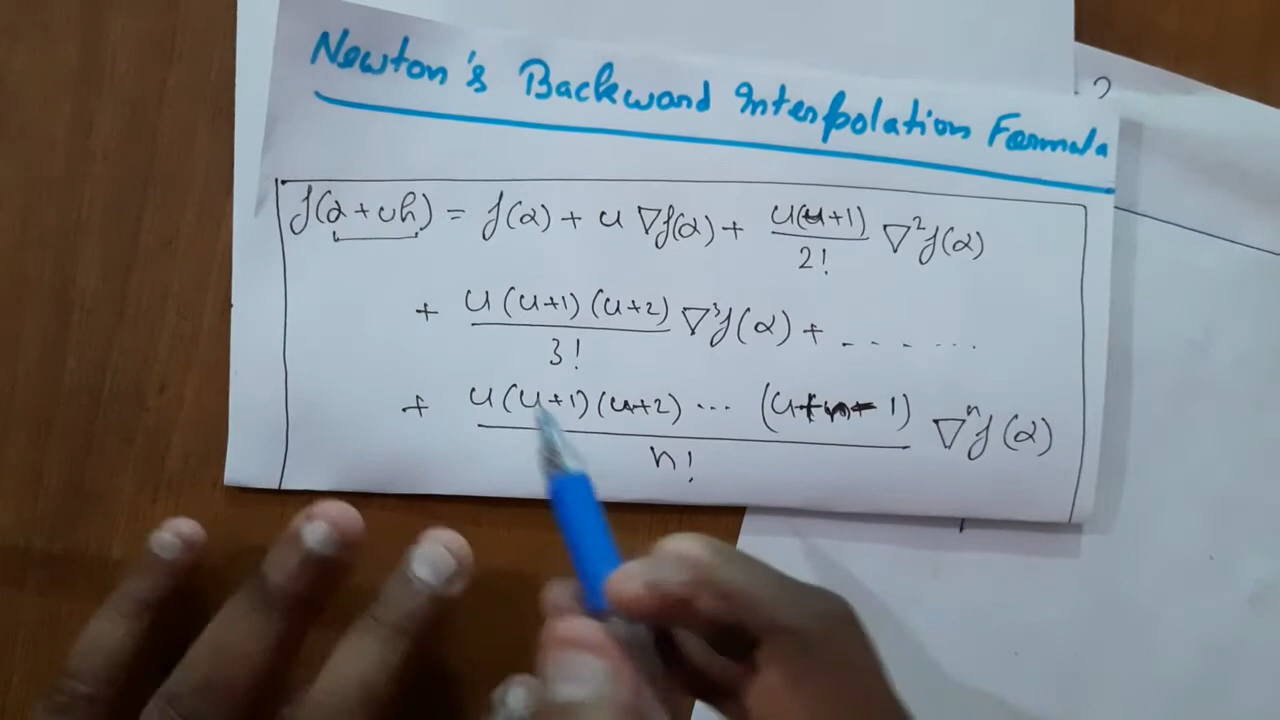 Newton's Backward Interpolation Formula
f(α+uh) = f(α) + u ∇f(α) + u(u+1)/2! ∇²f(α)
+ u(u+1)(u+2)/3! ∇³f(α) + . . . . . .
+ u(u+1)(u+2) ... (u+n-1)/n! ∇ⁿf(α)